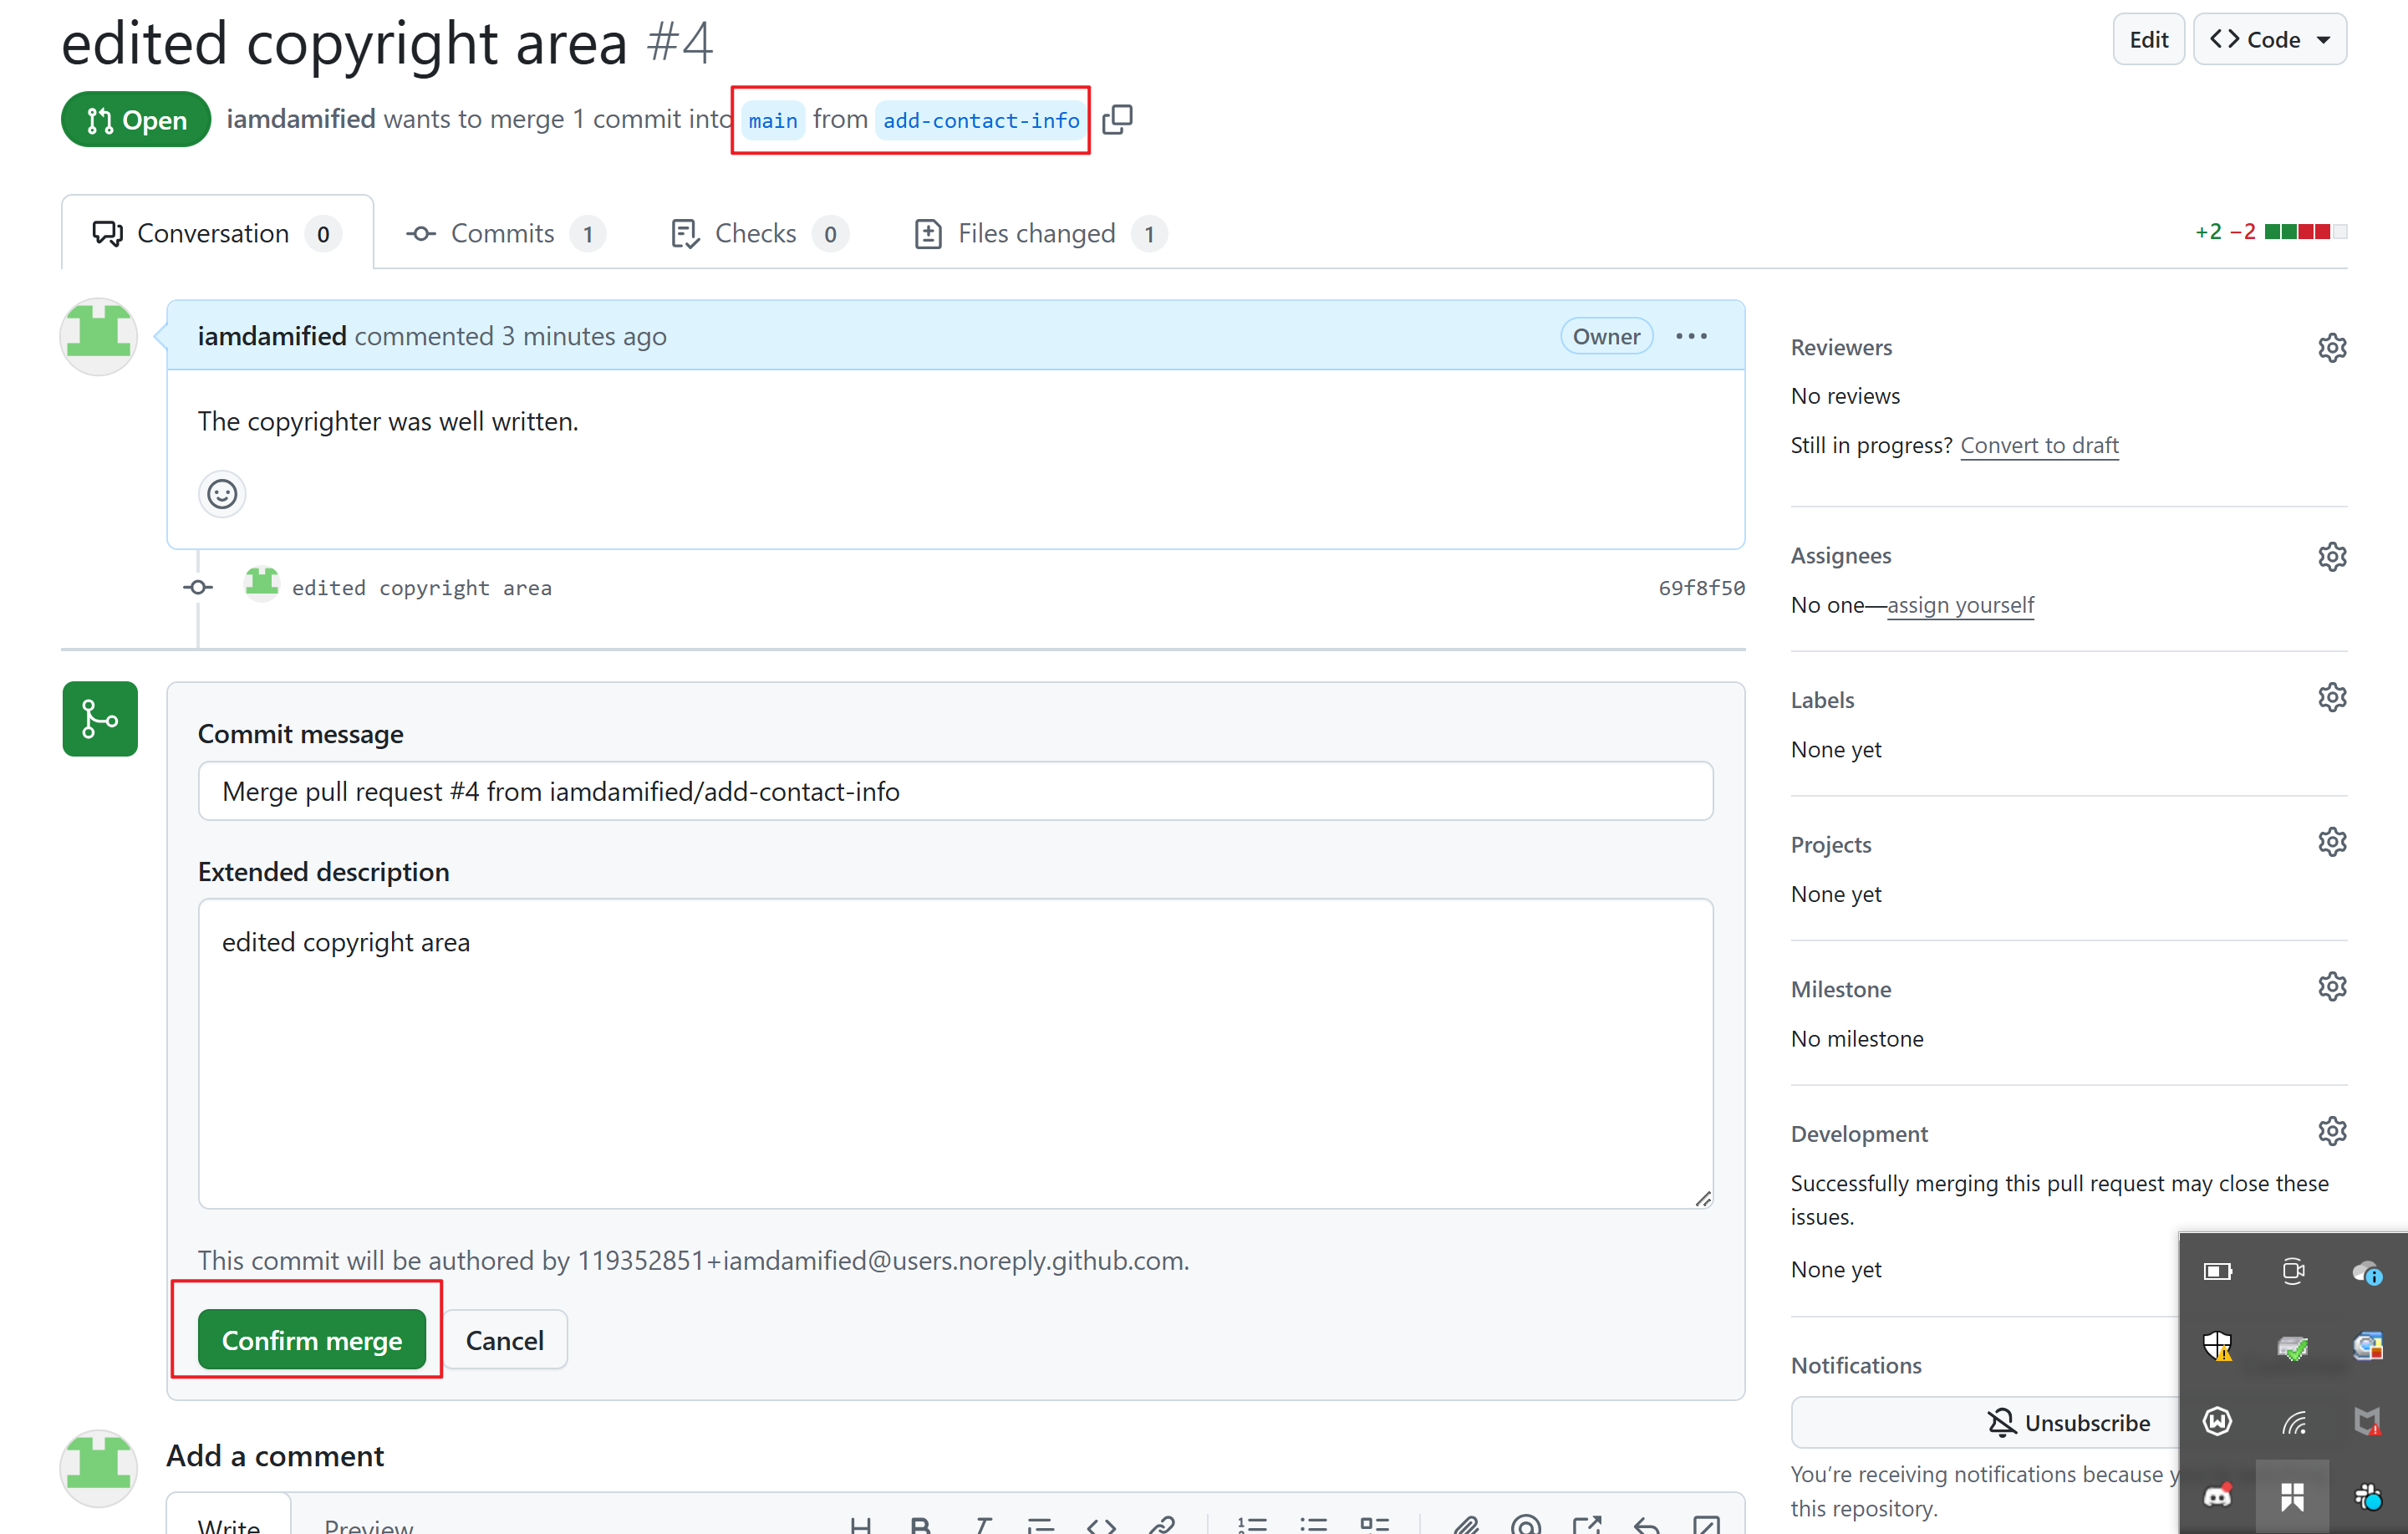 edited copyright area #4
Edit
Code
Open
iamdamified wants to merge 1 commit into main from add-contact-info
Conversation 0
Commits 1
Checks 0
Files changed 1
+2 −2
iamdamified commented 3 minutes ago
Owner
The copyrighter was well written.
edited copyright area
69f8f50
Commit message
Merge pull request #4 from iamdamified/add-contact-info
Extended description
edited copyright area
This commit will be authored by 119352851+iamdamified@users.noreply.github.com.
Confirm merge
Cancel
Add a comment
Write
Preview
Reviewers
No reviews
Still in progress? Convert to draft
Assignees
No one—assign yourself
Labels
None yet
Projects
None yet
Milestone
No milestone
Development
Successfully merging this pull request may close these
issues.
None yet
Notifications
Unsubscribe
You’re receiving notifications because
this repository.